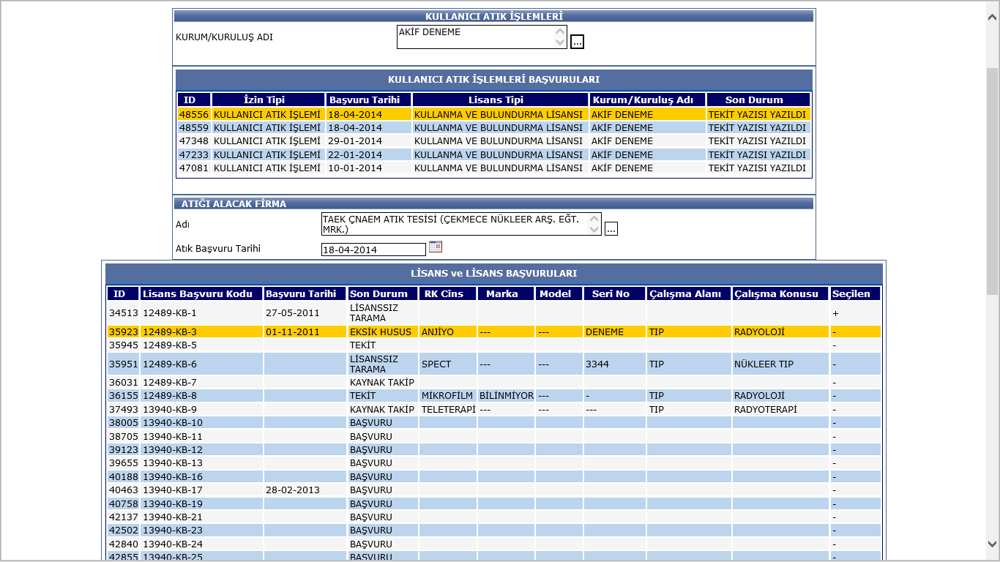 KULLANICI ATIK İŞLEMLERİ
KURUM/KURULUŞ ADI AKİF DENEME ...
KULLANICI ATIK İŞLEMLERİ BAŞVURULARI
ID İzin Tipi Başvuru Tarihi Lisans Tipi Kurum/Kuruluş Adı Son Durum
48556 KULLANICI ATIK İŞLEMİ 18-04-2014 KULLANMA VE BULUNDURMA LİSANSI AKİF DENEME TEKİT YAZISI YAZILDI
48559 KULLANICI ATIK İŞLEMİ 18-04-2014 KULLANMA VE BULUNDURMA LİSANSI AKİF DENEME TEKİT YAZISI YAZILDI
47348 KULLANICI ATIK İŞLEMİ 29-01-2014 KULLANMA VE BULUNDURMA LİSANSI AKİF DENEME TEKİT YAZISI YAZILDI
47233 KULLANICI ATIK İŞLEMİ 22-01-2014 KULLANMA VE BULUNDURMA LİSANSI AKİF DENEME TEKİT YAZISI YAZILDI
47081 KULLANICI ATIK İŞLEMİ 10-01-2014 KULLANMA VE BULUNDURMA LİSANSI AKİF DENEME TEKİT YAZISI YAZILDI
ATIĞI ALACAK FİRMA
Adı TAEK ÇNAEM ATIK TESİSİ (ÇEKMECE NÜKLEER ARŞ. EĞT.
MRK.) ...
Atık Başvuru Tarihi 18-04-2014
LİSANS ve LİSANS BAŞVURULARI
ID Lisans Başvuru Kodu Başvuru Tarihi Son Durum RK Cins Marka Model Seri No Çalışma Alanı Çalışma Konusu Seçilen
34513 12489-KB-1 27-05-2011 LİSANSSIZ TARAMA +
35923 12489-KB-3 01-11-2011 EKSİK HUSUS ANJİYO --- --- DENEME TIP RADYOLOJİ -
35945 12489-KB-5 TEKİT -
35951 12489-KB-6 LİSANSSIZ TARAMA SPECT --- --- 3344 TIP NÜKLEER TIP -
36031 12489-KB-7 KAYNAK TAKİP -
36155 12489-KB-8 TEKİT MİKROFİLM BİLİNMİYOR --- - TIP RADYOLOJİ -
37493 13940-KB-9 KAYNAK TAKİP TELETERAPİ --- --- --- TIP RADYOTERAPİ -
38005 13940-KB-10 BAŞVURU -
38705 13940-KB-11 BAŞVURU -
39123 13940-KB-12 BAŞVURU -
39655 13940-KB-13 BAŞVURU -
40188 13940-KB-16 BAŞVURU -
40463 13940-KB-17 28-02-2013 BAŞVURU -
40758 13940-KB-19 BAŞVURU -
42137 13940-KB-21 BAŞVURU -
42502 13940-KB-23 BAŞVURU -
42840 13940-KB-24 BAŞVURU -
42855 13940-KB-25 BAŞVURU -